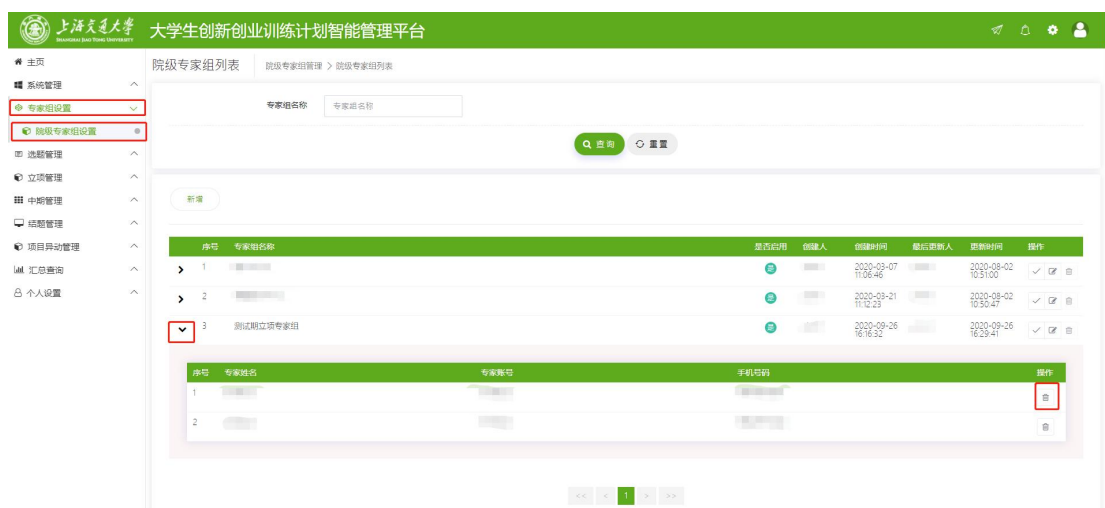 上海交通大学 大学生创新创业训练计划智能管理平台
SHANGHAI JIAO TONG UNIVERSITY
主页
系统管理
专家组设置
院级专家组设置
选题管理
立项管理
中期管理
结题管理
项目异动管理
汇总查询
个人设置
院级专家组列表 院级专家组管理 > 院级专家组列表
专家组名称 专家组名称
查询 重置
新增
序号 专家组名称 是否启用 创建人 创建时间 最后更新人 更新时间 操作
1 是 2020-03-07 11:06:46 2020-08-02 10:51:00
2 是 2020-03-21 11:12:23 2020-08-02 10:50:47
3 测试期立项专家组 是 2020-09-26 16:16:32 2020-09-26 16:29:41
序号 专家姓名 专家账号 手机号码 操作
1
2
<< < 1 > >>